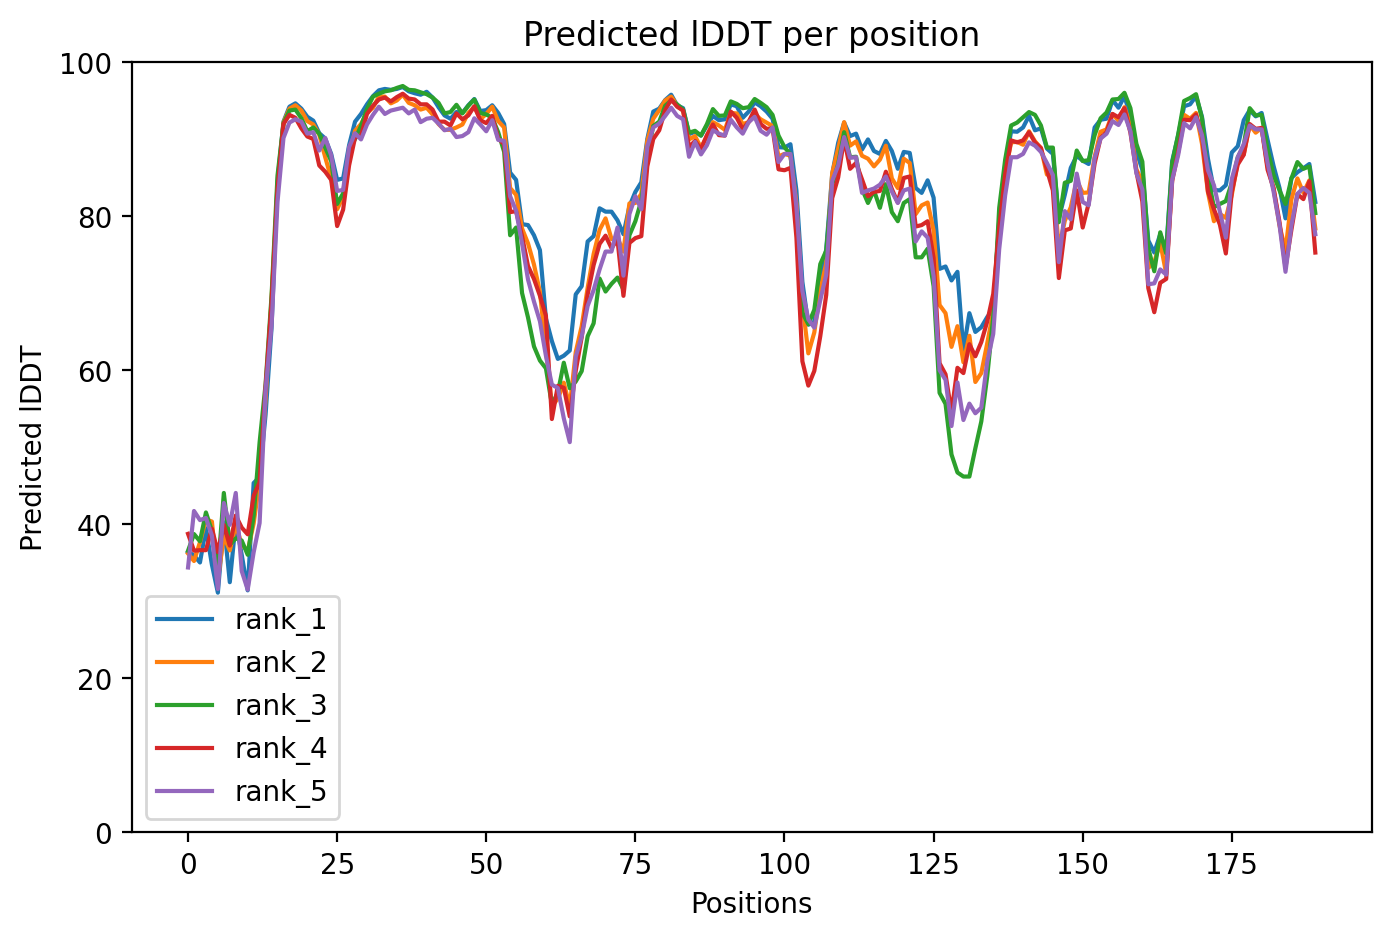 Predicted lDDT per position
100
80
60
40
20
0
Predicted lDDT
rank_1
rank_2
rank_3
rank_4
rank_5
0 25 50 75 100 125 150 175
Positions